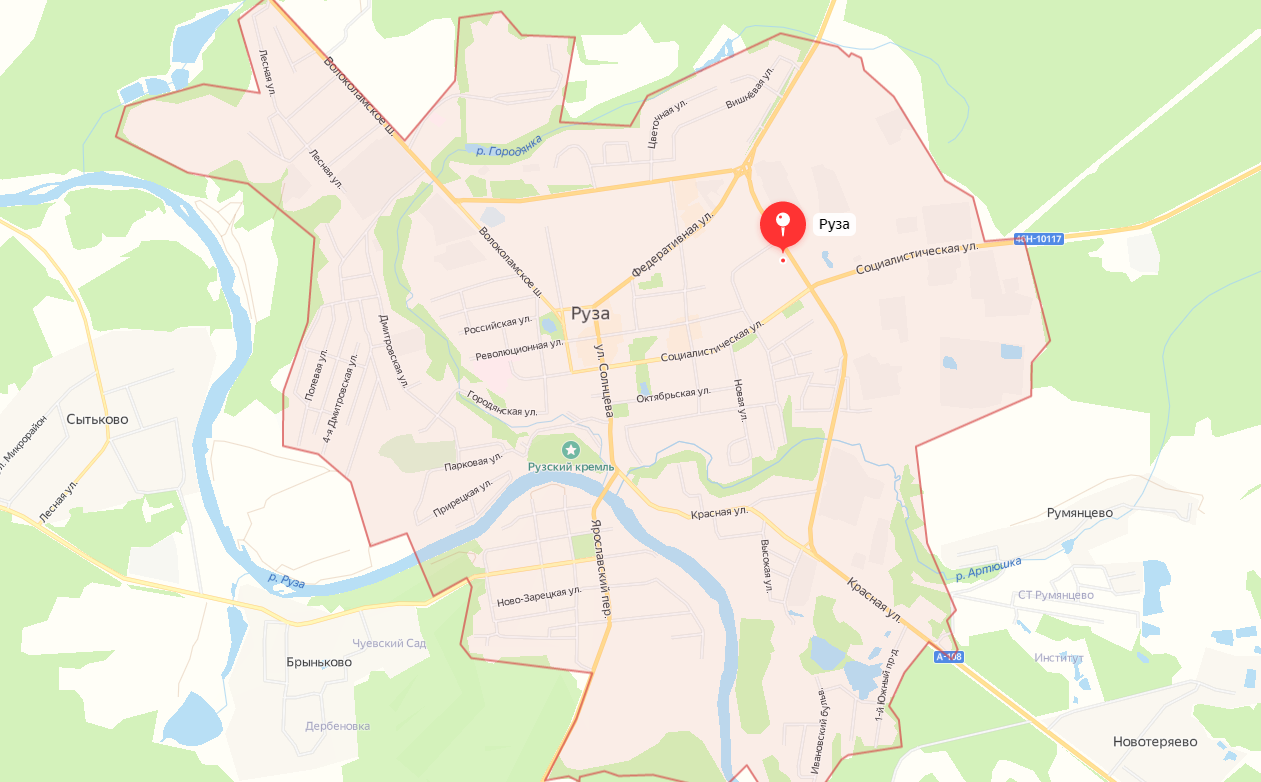 Лесная ул.
Волоколамское ш.
Вишнёвая ул.
Цветочная ул.
р. Городянка
Лесная ул.
Федеративная ул.
Руза
46Н-10117
Социалистическая ул.
Волоколамское ш.
Руза
Российская ул.
Революционная ул.
Дмитровская ул.
Социалистическая ул.
ул. Солнцева
Полевая ул.
4-я Дмитровская ул.
Октябрьская ул.
Новая ул.
Городянская ул.
Сытьково
л. Микрорайон
Лесная ул.
Парковая ул.
Рузский кремль
Прирецкая ул.
Красная ул.
Румянцево
р. Руза
Ярославский пер.
Высокая ул.
р. Артюшка
СТ Румянцево
Ново-Зарецкая ул.
Красная ул.
Чуевский Сад
Брыньково
А-108
Институт
1-й Южный пр-д
Ивановский бульв.
Дербеновка
Новотеряево